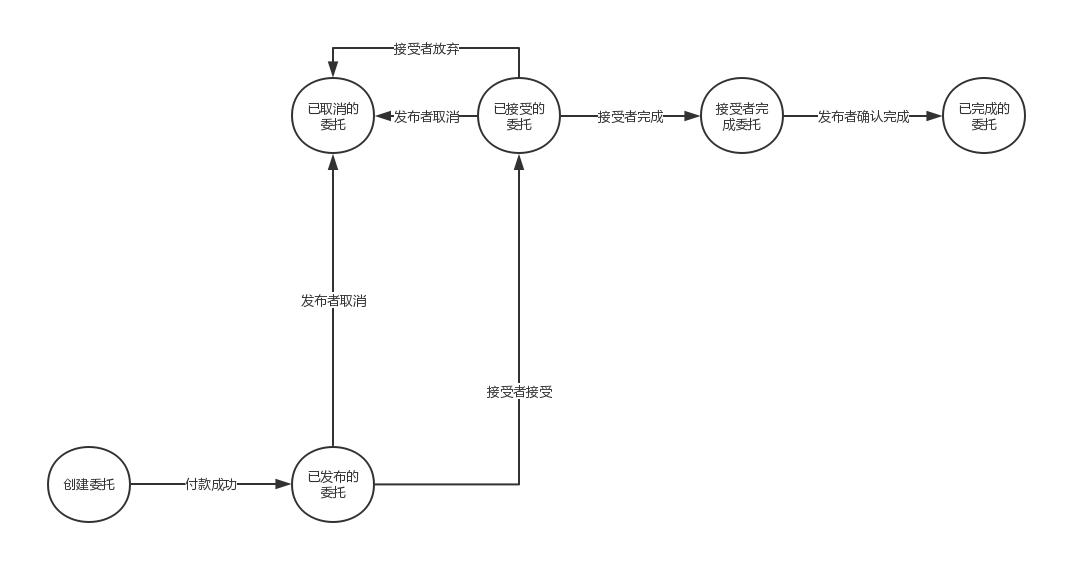 接受者放弃
已取消的
委托
发布者取消
已接受的
委托
接受者完成
接受者完
成委托
发布者确认完成
已完成的
委托
发布者取消
接受者接受
创建委托
付款成功
已发布的
委托